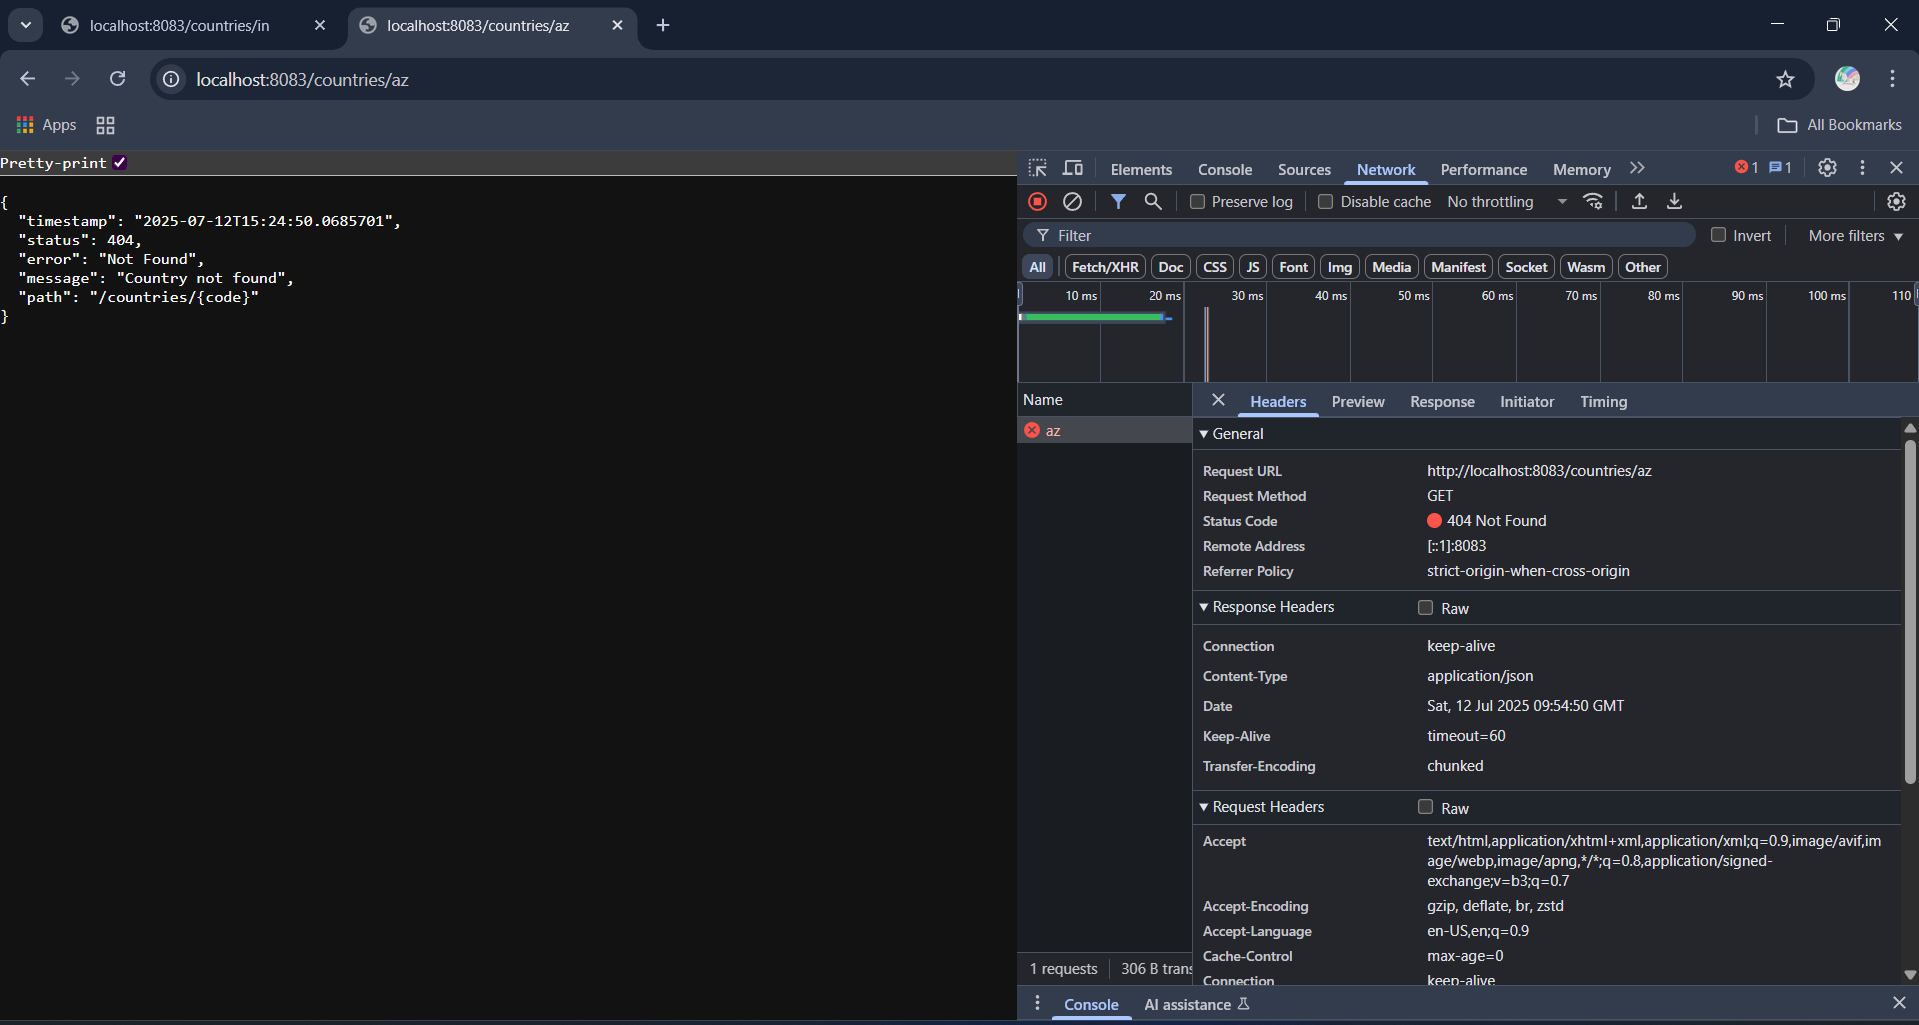 localhost:8083/countries/in
localhost:8083/countries/az
localhost:8083/countries/az
Apps
All Bookmarks
Pretty-print
{
  "timestamp": "2025-07-12T15:24:50.0685701",
  "status": 404,
  "error": "Not Found",
  "message": "Country not found",
  "path": "/countries/{code}"
}
Elements Console Sources Network Performance Memory 1 1
Preserve log Disable cache No throttling
Filter Invert More filters
All Fetch/XHR Doc CSS JS Font Img Media Manifest Socket Wasm Other
10 ms 20 ms 30 ms 40 ms 50 ms 60 ms 70 ms 80 ms 90 ms 100 ms 110
Name
az
1 requests 306 B trans
Headers Preview Response Initiator Timing
General
Request URL http://localhost:8083/countries/az
Request Method GET
Status Code 404 Not Found
Remote Address [::1]:8083
Referrer Policy strict-origin-when-cross-origin
Response Headers Raw
Connection keep-alive
Content-Type application/json
Date Sat, 12 Jul 2025 09:54:50 GMT
Keep-Alive timeout=60
Transfer-Encoding chunked
Request Headers Raw
Accept text/html,application/xhtml+xml,application/xml;q=0.9,image/avif,im
age/webp,image/apng,*/*;q=0.8,application/signed-
exchange;v=b3;q=0.7
Accept-Encoding gzip, deflate, br, zstd
Accept-Language en-US,en;q=0.9
Cache-Control max-age=0
Connection keep-alive
Console AI assistance